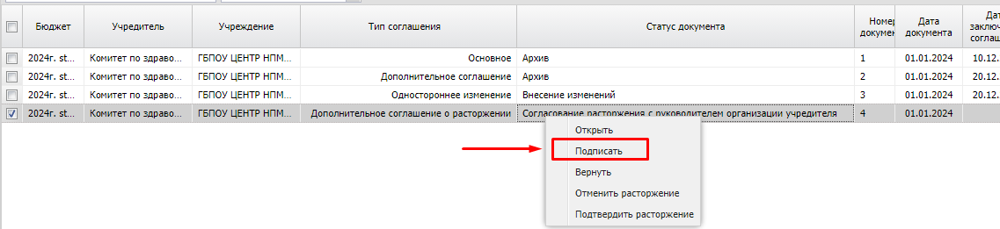 Бюджет Учредитель Учреждение Тип соглашения Статус документа Номер документа Дата документа Дат заключ соглаш
2024г. st... Комитет по здраво... ГБПОУ ЦЕНТР НПМ... Основное Архив 1 01.01.2024 10.12.
2024г. st... Комитет по здраво... ГБПОУ ЦЕНТР НПМ... Дополнительное соглашение Архив 2 01.01.2024 20.12.
2024г. st... Комитет по здраво... ГБПОУ ЦЕНТР НПМ... Одностороннее изменение Внесение изменений 3 01.01.2024 20.12.
2024г. st... Комитет по здраво... ГБПОУ ЦЕНТР НПМ... Дополнительное соглашение о расторжении Согласование расторжения с руководителем организации учредителя 4 01.01.2024
Открыть
Подписать
Вернуть
Отменить расторжение
Подтвердить расторжение